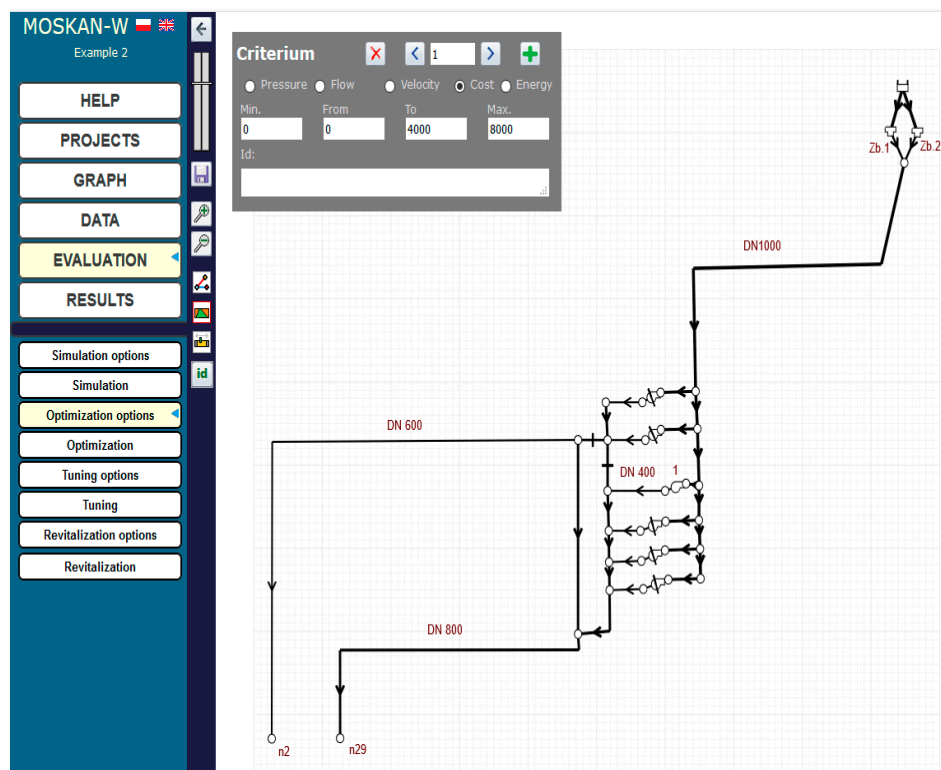 MOSKAN-W
Example 2
HELP
PROJECTS
GRAPH
DATA
EVALUATION
RESULTS
Simulation options
Simulation
Optimization options
Optimization
Tuning options
Tuning
Revitalization options
Revitalization
id
Criterium
1
Pressure Flow Velocity Cost Energy
Min. From To Max.
0 0 4000 8000
Id:
Zb.1 Zb.2
DN1000
DN 600
DN 400 1
DN 800
n2 n29